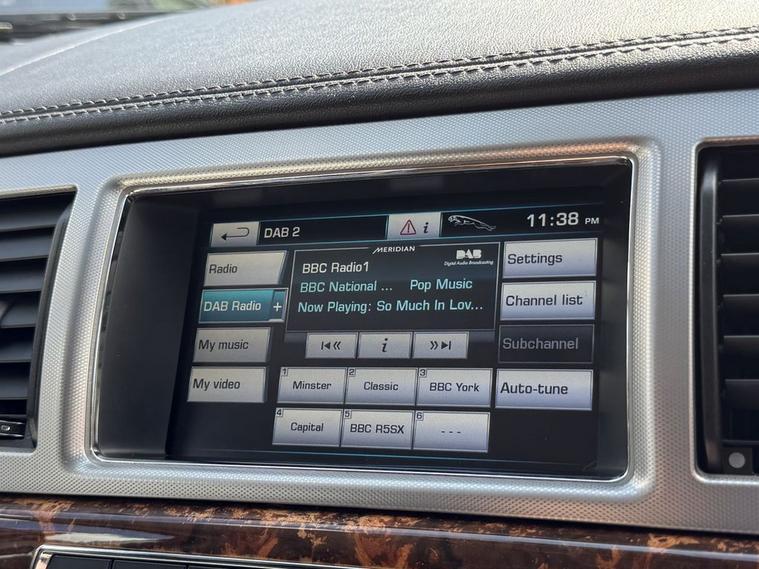 DAB 2
i
11:38 PM
MERIDIAN
Radio
BBC Radio1
DAB
Digital Audio Broadcasting
Settings
BBC National ... Pop Music
DAB Radio +
Now Playing: So Much In Lov...
Channel list
My music
i
Subchannel
My video
1 Minster
2 Classic
3 BBC York
Auto-tune
4 Capital
5 BBC R5SX
6 ---